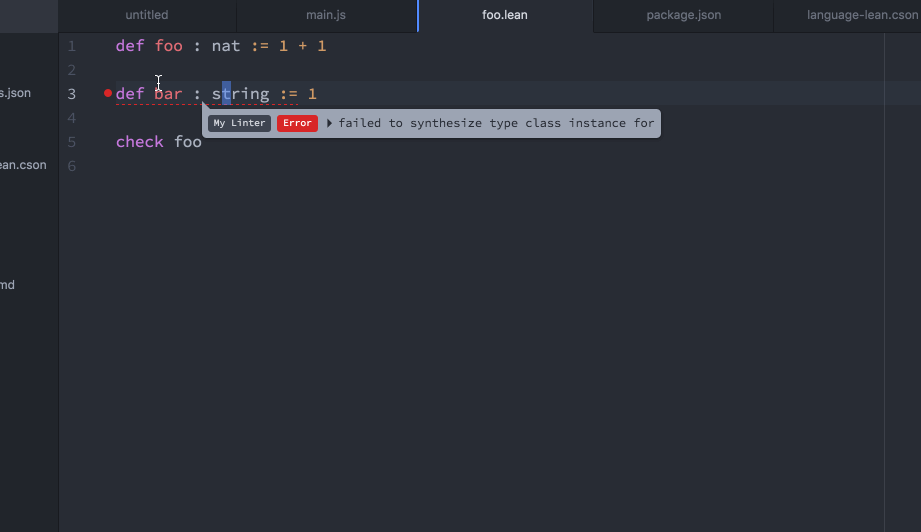 untitled main.js foo.lean package.json language-lean.cson
1 def foo : nat := 1 + 1
2
s.json
3 def bar : string := 1
4
My Linter Error failed to synthesize type class instance for
5 check foo
ean.cson
6
md